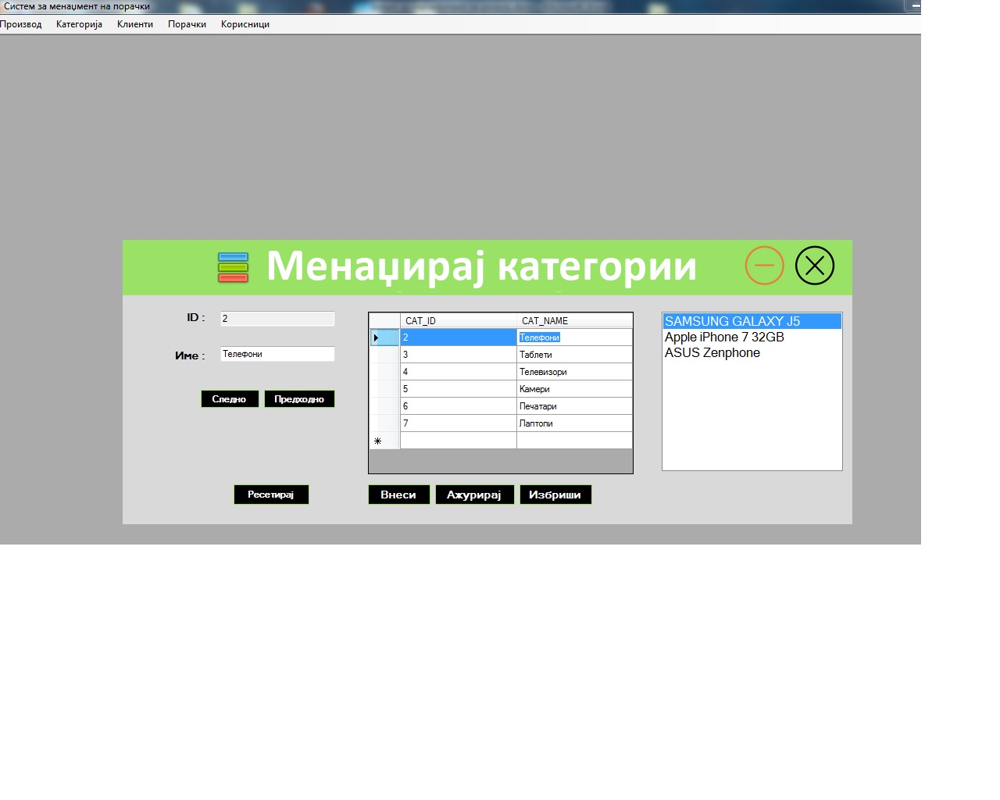 Систем за менаџмент на порачки
Производ Категорија Клиенти Порачки Корисници
Менаџирај категории
ID : 2
Име : Телефони
Следно Предходно
Ресетирај
CAT_ID CAT_NAME
2 Телефони
3 Таблети
4 Телевизори
5 Камери
6 Печатари
7 Лаптопи
Внеси Ажурирај Избриши
SAMSUNG GALAXY J5
Apple iPhone 7 32GB
ASUS Zenphone